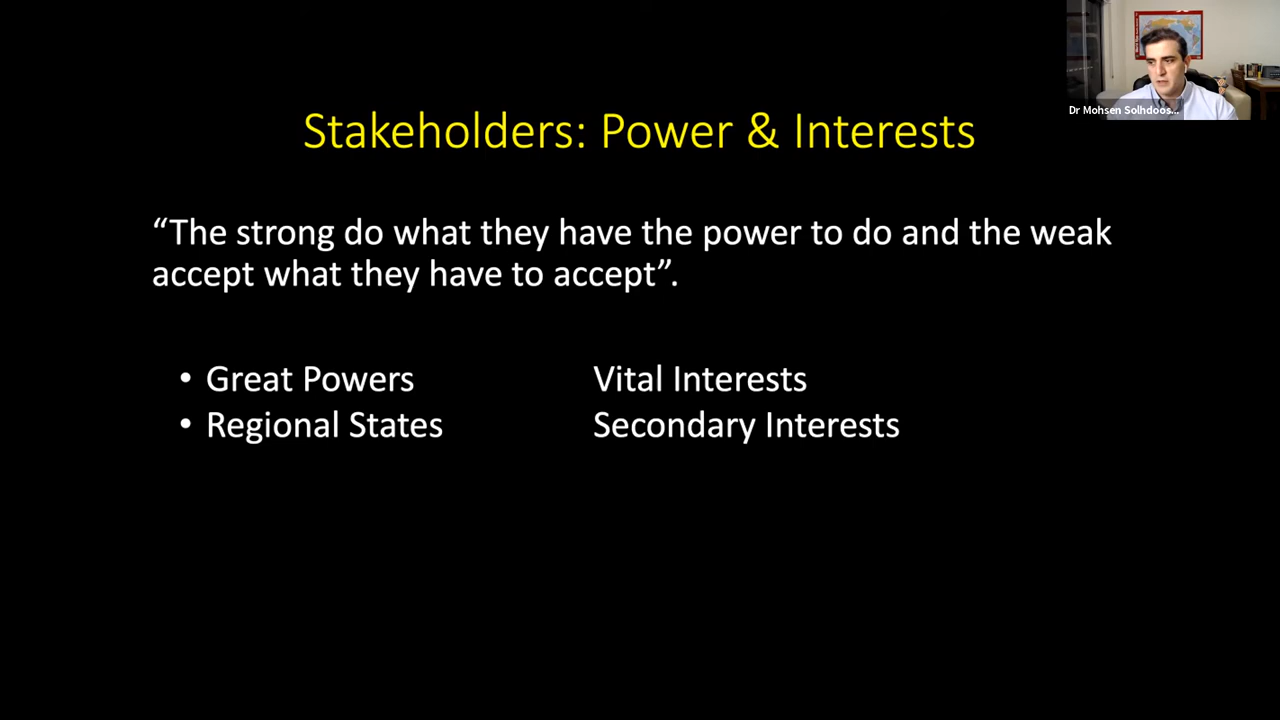 Dr Mohsen Solhdoos...
Stakeholders: Power & Interests
“The strong do what they have the power to do and the weak
accept what they have to accept”.
• Great Powers Vital Interests
• Regional States Secondary Interests